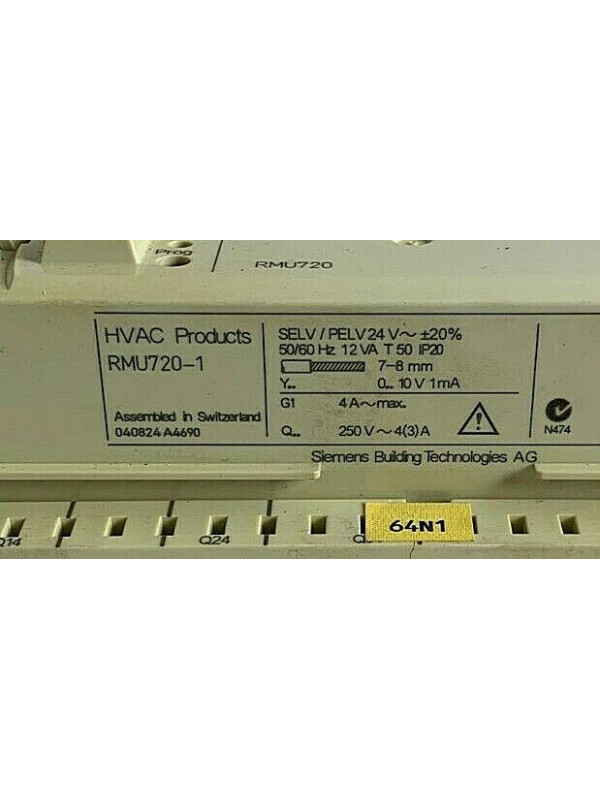 Prog
RMU720
HVAC Products
RMU720-1
Assembled in Switzerland
040824 A4690
SELV / PELV 24 V~ ±20%
50/60 Hz 12 VA T 50 IP20
7-8 mm
Y... 0... 10 V 1 mA
G1 4 A~max.
Q... 250 V~4(3) A
N474
Siemens Building Technologies AG
64N1
Q14
Q24